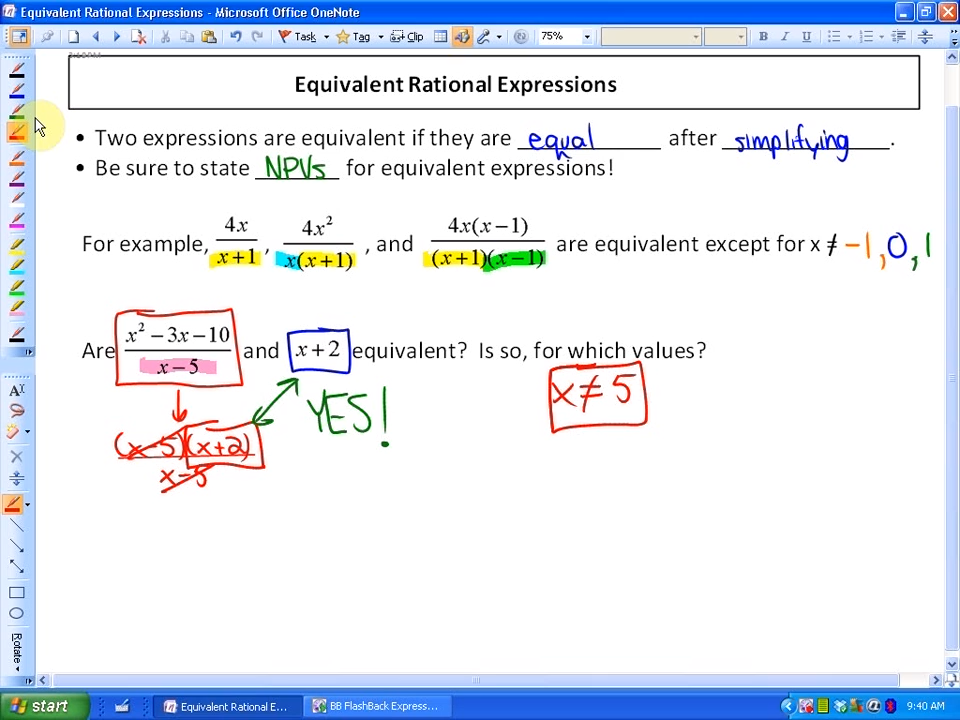 Equivalent Rational Expressions - Microsoft Office OneNote
Task Tag Clip 75% B I U
Equivalent Rational Expressions
• Two expressions are equivalent if they are equal after simplifying.
• Be sure to state NPVs for equivalent expressions!
For example, 4x/x+1 , 4x²/x(x+1) , and 4x(x−1)/(x+1)(x−1) are equivalent except for x ≠ −1, 0, 1
Are x²−3x−10/x−5 and x+2 equivalent? Is so, for which values?
x ≠ 5
YES!
(x−5)(x+2)/x−5
Rotate
start Equivalent Rational E... BB FlashBack Express... 9:40 AM